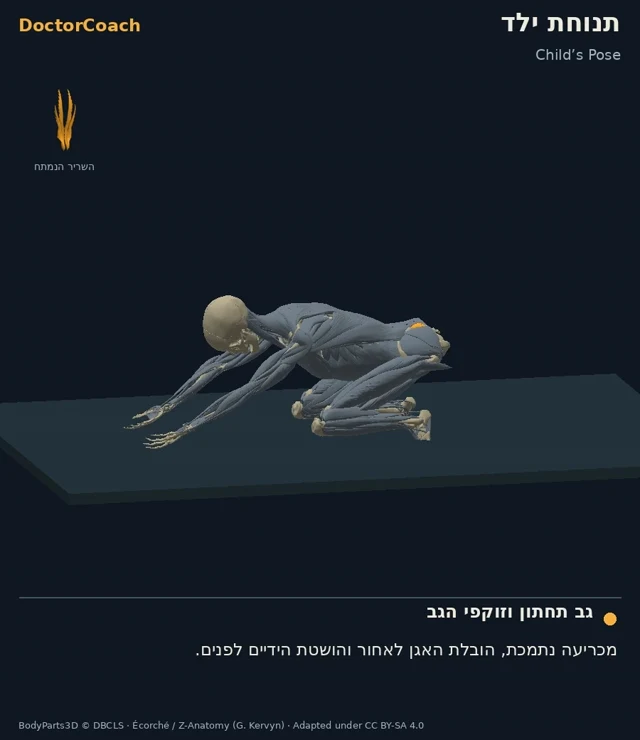 DoctorCoach
תנוחת ילד
Child’s Pose
השריר הנמתח
גב תחתון וזוקפי הגב
מכריעה נתמכת, הובלת האגן לאחור והושטת הידיים לפנים.
BodyParts3D © DBCLS · Écorché / Z-Anatomy (G. Kervyn) · Adapted under CC BY-SA 4.0